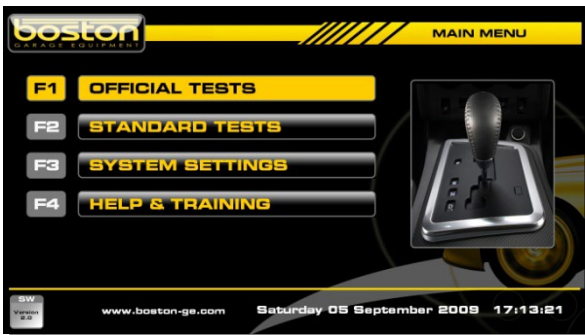 boston
GARAGE EQUIPMENT
MAIN MENU
F1 OFFICIAL TESTS
F2 STANDARD TESTS
F3 SYSTEM SETTINGS
F4 HELP & TRAINING
SW
Version
2.0
www.boston-ge.com Saturday 05 September 2009 17:13:21